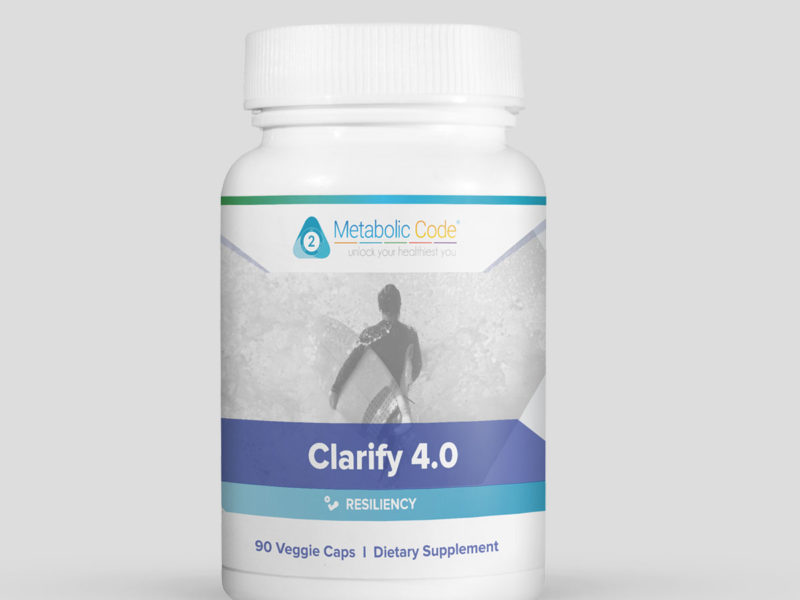 2
Metabolic Code®
unlock your healthiest you
Clarify 4.0
RESILIENCY
90 Veggie Caps | Dietary Supplement